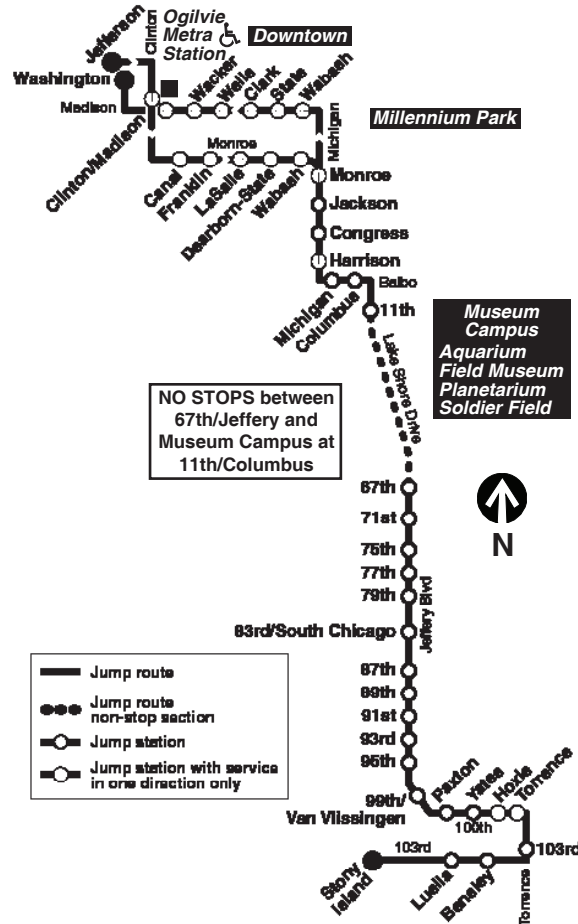 Jefferson
Washington
Clinton
Ogilvie
Metra
Station
Downtown
Madison
Clinton/Madison
Wacker
Wells
Clark
State
Wabash
Michigan
Millennium Park
Monroe
Canal
Franklin
LaSalle
Dearborn-State
Wabash
Monroe
Jackson
Congress
Harrison
Balbo
Michigan
Columbus
11th
Museum
Campus
Aquarium
Field Museum
Planetarium
Soldier Field
Lake Shore Drive
NO STOPS between
67th/Jeffery and
Museum Campus at
11th/Columbus
67th
71st
75th
77th
79th
Jeffery Blvd
83rd/South Chicago
87th
89th
91st
93rd
95th
N
Jump route
Jump route
non-stop section
Jump station
Jump station with service
in one direction only
99th/
Van Vlissingen
Paxton
Yates
Hoxie
Torrence
100th
103rd
103rd
Stony
Island
Luella
Bensley
Torrence